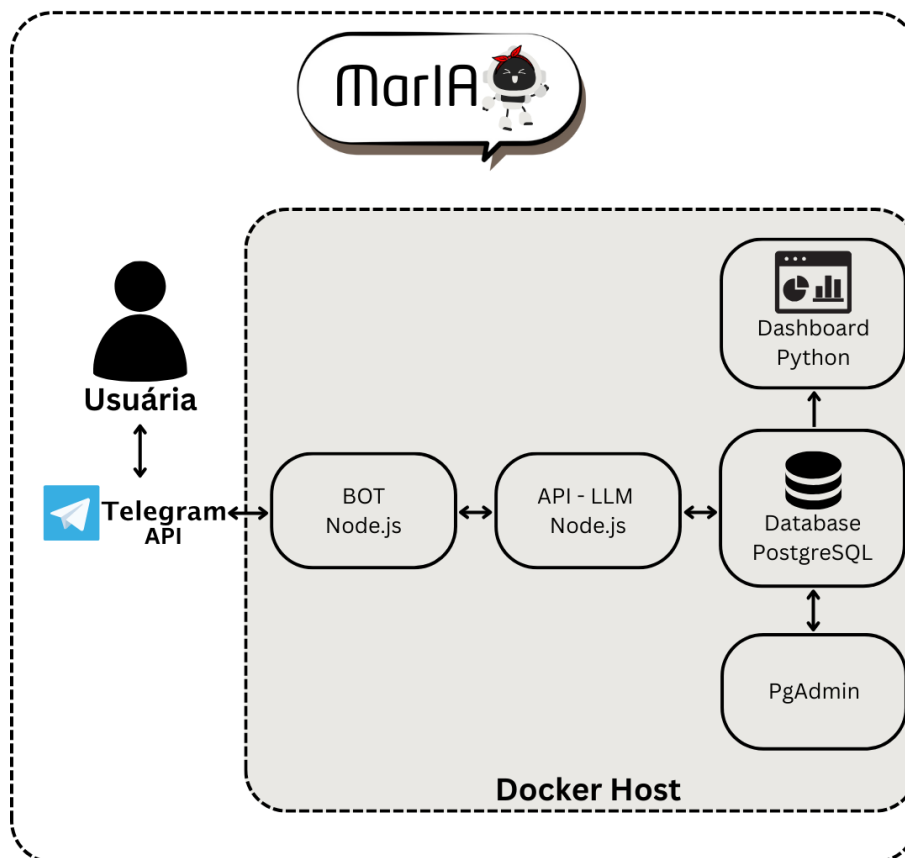 MarIA
Dashboard
Python
Usuária
Telegram
API
BOT
Node.js
API - LLM
Node.js
Database
PostgreSQL
PgAdmin
Docker Host